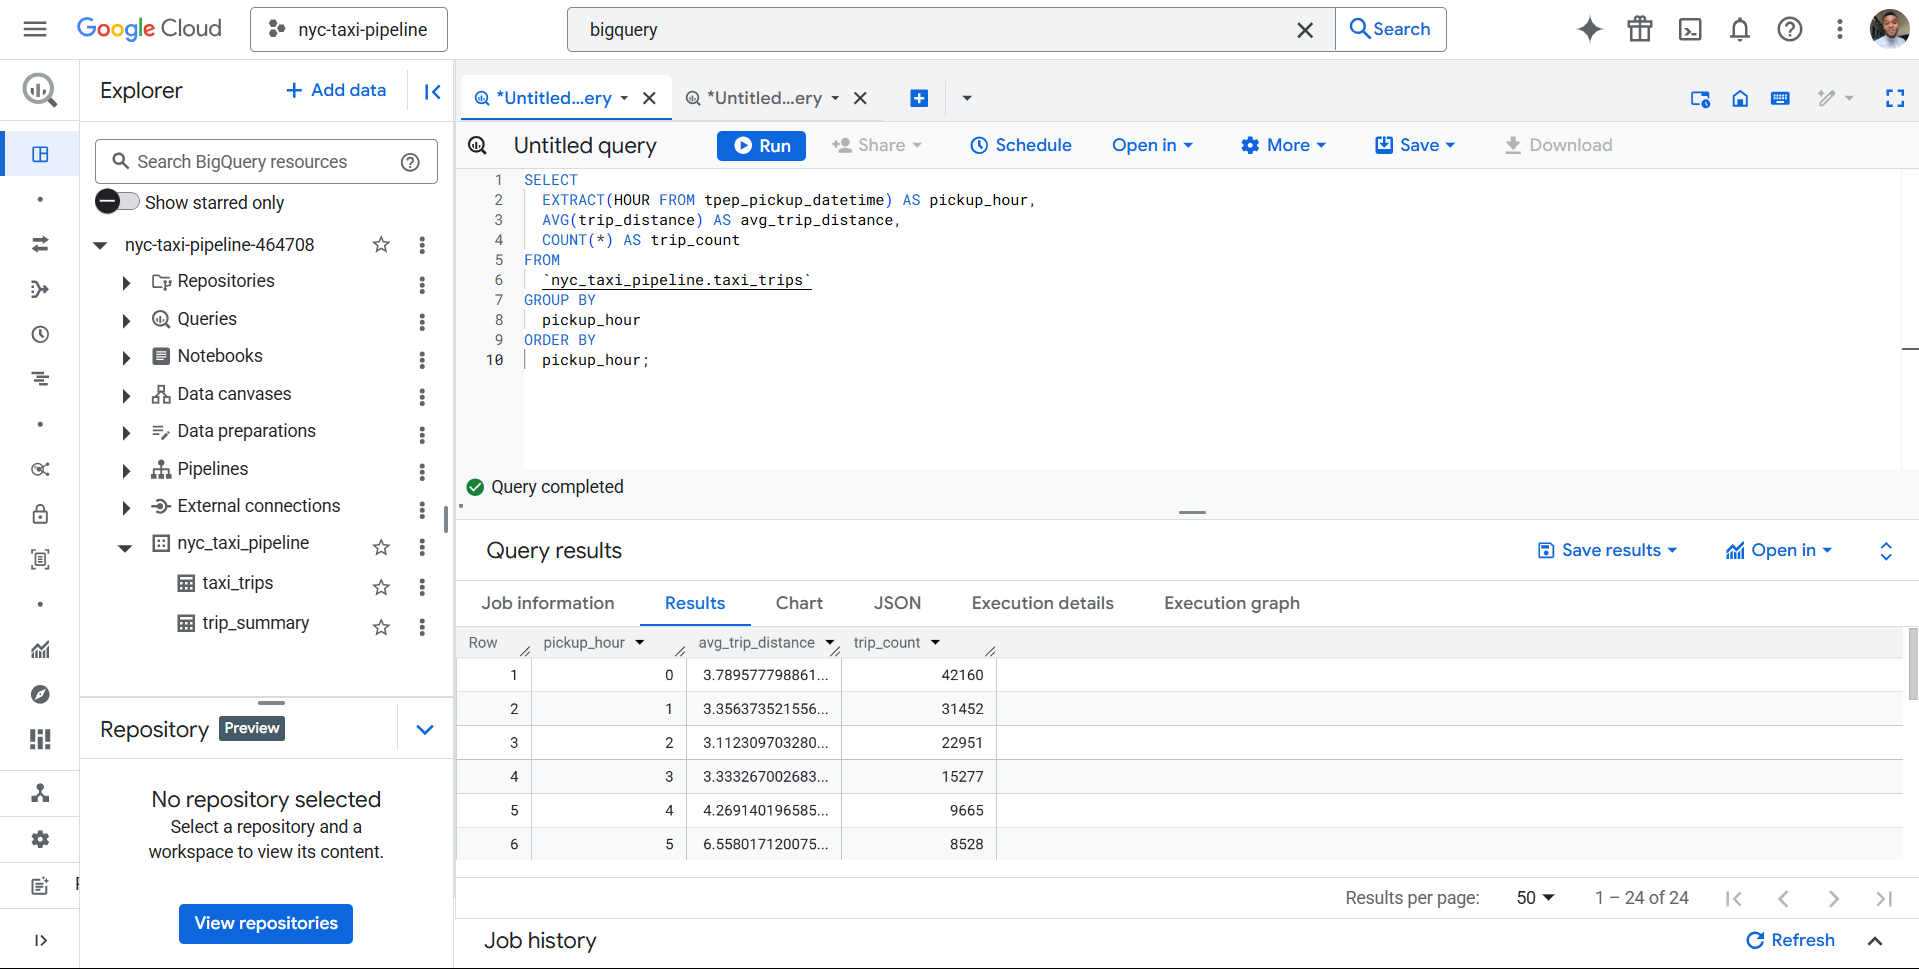 Google Cloud
nyc-taxi-pipeline
bigquery
Search
Explorer
+ Add data
*Untitled...ery
*Untitled...ery
Search BigQuery resources
Show starred only
Untitled query
Run
Share
Schedule
Open in
More
Save
Download
nyc-taxi-pipeline-464708
Repositories
Queries
Notebooks
Data canvases
Data preparations
Pipelines
External connections
nyc_taxi_pipeline
taxi_trips
trip_summary
1 SELECT
2 EXTRACT(HOUR FROM tpep_pickup_datetime) AS pickup_hour,
3 AVG(trip_distance) AS avg_trip_distance,
4 COUNT(*) AS trip_count
5 FROM
6 `nyc_taxi_pipeline.taxi_trips`
7 GROUP BY
8 pickup_hour
9 ORDER BY
10 pickup_hour;
Query completed
Query results
Save results
Open in
Job information
Results
Chart
JSON
Execution details
Execution graph
Row pickup_hour avg_trip_distance trip_count
1 0 3.789577798861... 42160
2 1 3.356373521556... 31452
3 2 3.112309703280... 22951
4 3 3.333267002683... 15277
5 4 4.269140196585... 9665
6 5 6.558017120075... 8528
Repository Preview
No repository selected
Select a repository and a
workspace to view its content.
View repositories
Results per page: 50 1 – 24 of 24
Job history
Refresh